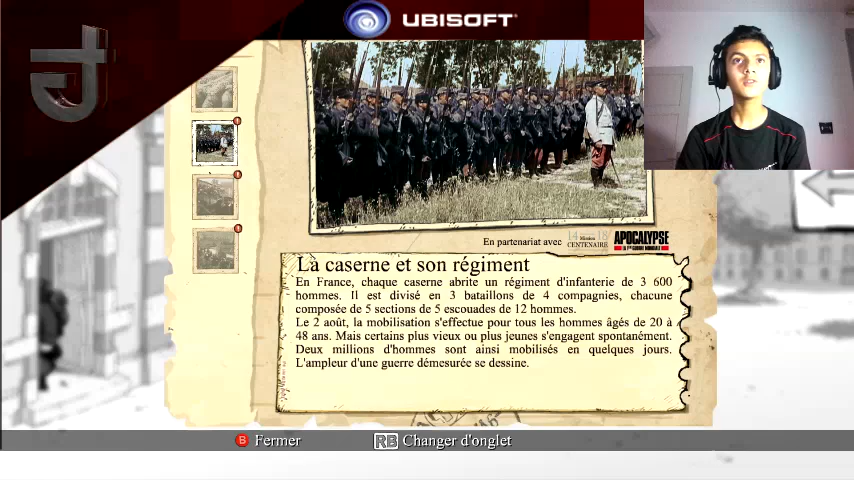 UBISOFT
En partenariat avec
14 18
Mission
CENTENAIRE
APOCALYPSE
La caserne et son régiment
En France, chaque caserne abrite un régiment d'infanterie de 3 600
hommes. Il est divisé en 3 bataillons de 4 compagnies, chacune
composée de 5 sections de 5 escouades de 12 hommes.
Le 2 août, la mobilisation s'effectue pour tous les hommes âgés de 20 à
48 ans. Mais certains plus vieux ou plus jeunes s'engagent spontanément.
Deux millions d'hommes sont ainsi mobilisés en quelques jours.
L'ampleur d'une guerre démesurée se dessine.
B Fermer
RB Changer d'onglet